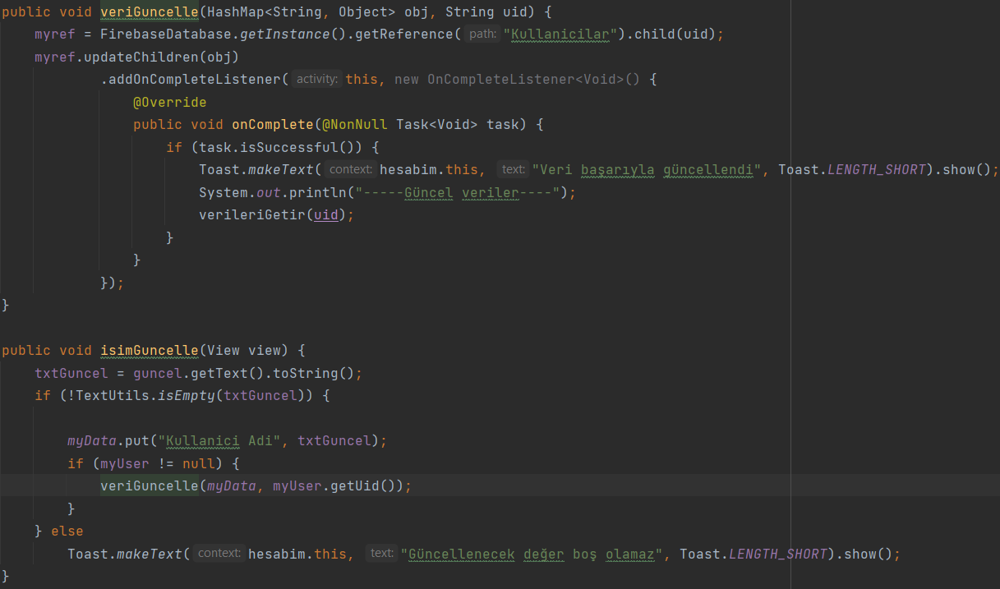 public void veriGuncelle(HashMap<String, Object> obj, String uid) {
    myref = FirebaseDatabase.getInstance().getReference( path: "Kullanicilar").child(uid);
    myref.updateChildren(obj)
            .addOnCompleteListener( activity: this, new OnCompleteListener<Void>() {
                @Override
                public void onComplete(@NonNull Task<Void> task) {
                    if (task.isSuccessful()) {
                        Toast.makeText( context: hesabim.this, text: "Veri başarıyla güncellendi", Toast.LENGTH_SHORT).show();
                        System.out.println("-----Güncel veriler----");
                        verileriGetir(uid);
                    }
                }
            });
}

public void isimGuncelle(View view) {
    txtGuncel = guncel.getText().toString();
    if (!TextUtils.isEmpty(txtGuncel)) {

        myData.put("Kullanici Adi", txtGuncel);
        if (myUser != null) {
            veriGuncelle(myData, myUser.getUid());
        }
    } else
        Toast.makeText( context: hesabim.this, text: "Güncellenecek değer boş olamaz", Toast.LENGTH_SHORT).show();
}